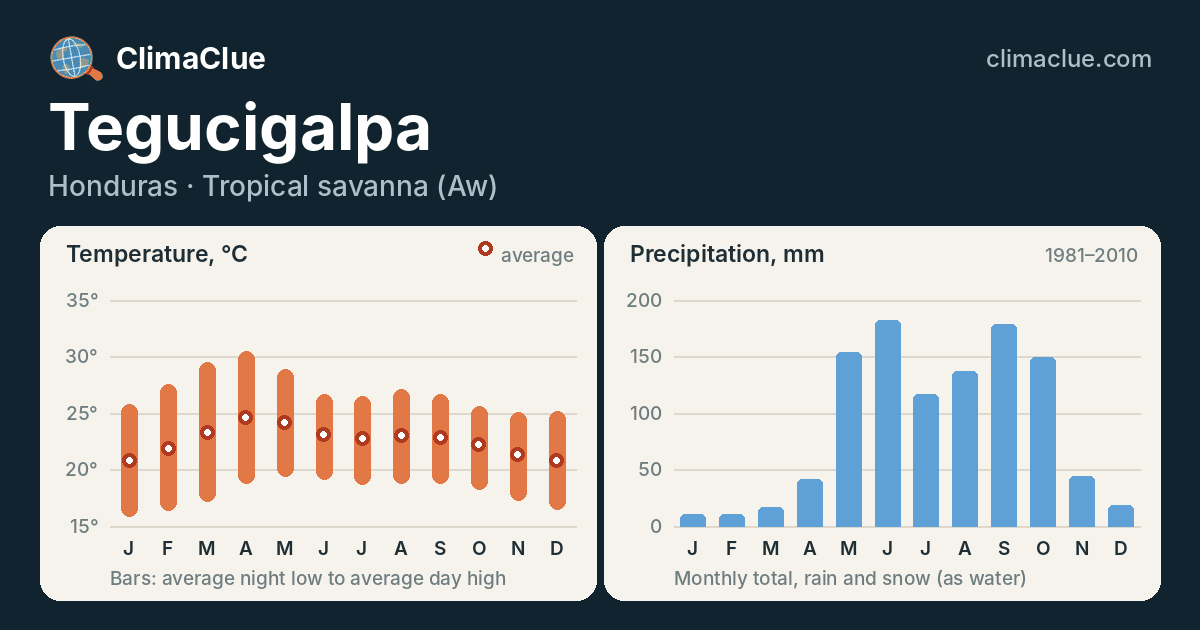 ClimaClue
climaclue.com
Tegucigalpa
Honduras · Tropical savanna (Aw)
Temperature, °C
average
35°
30°
25°
20°
15°
J F M A M J J A S O N D
Bars: average night low to average day high
Precipitation, mm
1981–2010
200
150
100
50
0
J F M A M J J A S O N D
Monthly total, rain and snow (as water)